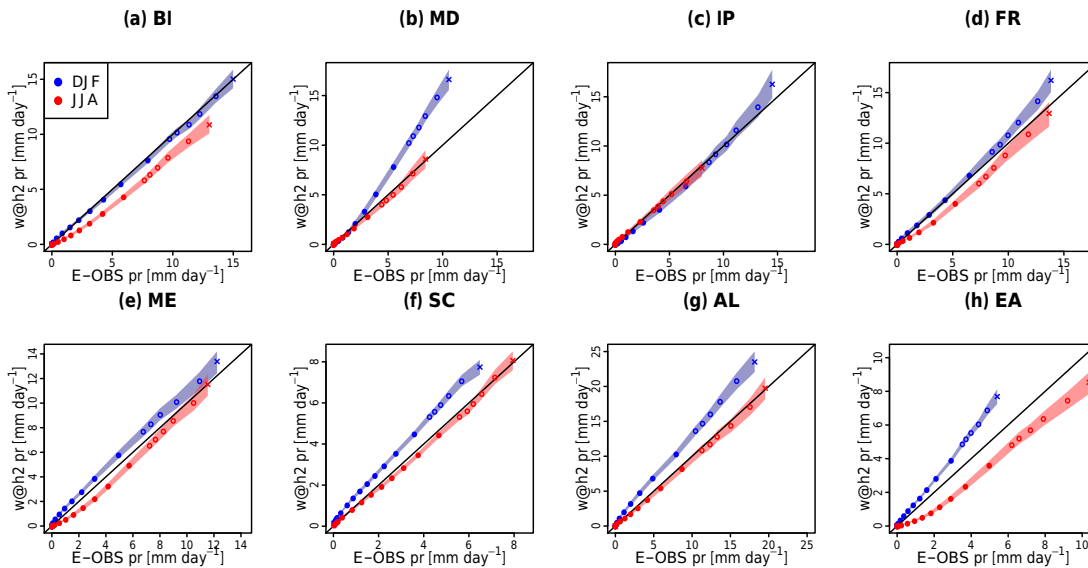 (a) BI
(b) MD
(c) IP
(d) FR
DJF
JJA
w@h2 pr [mm day⁻¹]
0 5 10 15
0 5 10 15
E−OBS pr [mm day⁻¹]
w@h2 pr [mm day⁻¹]
0 5 10 15
0 5 10 15
E−OBS pr [mm day⁻¹]
w@h2 pr [mm day⁻¹]
0 5 10 15
0 5 10 15
E−OBS pr [mm day⁻¹]
w@h2 pr [mm day⁻¹]
0 5 10 15
0 5 10 15
E−OBS pr [mm day⁻¹]
(e) ME
(f) SC
(g) AL
(h) EA
w@h2 pr [mm day⁻¹]
0 2 4 6 8 10 12 14
0 2 4 6 8 10 12 14
E−OBS pr [mm day⁻¹]
w@h2 pr [mm day⁻¹]
0 2 4 6 8
0 2 4 6 8
E−OBS pr [mm day⁻¹]
w@h2 pr [mm day⁻¹]
0 5 10 15 20 25
0 5 10 15 20 25
E−OBS pr [mm day⁻¹]
w@h2 pr [mm day⁻¹]
0 2 4 6 8 10
0 2 4 6 8 10
E−OBS pr [mm day⁻¹]